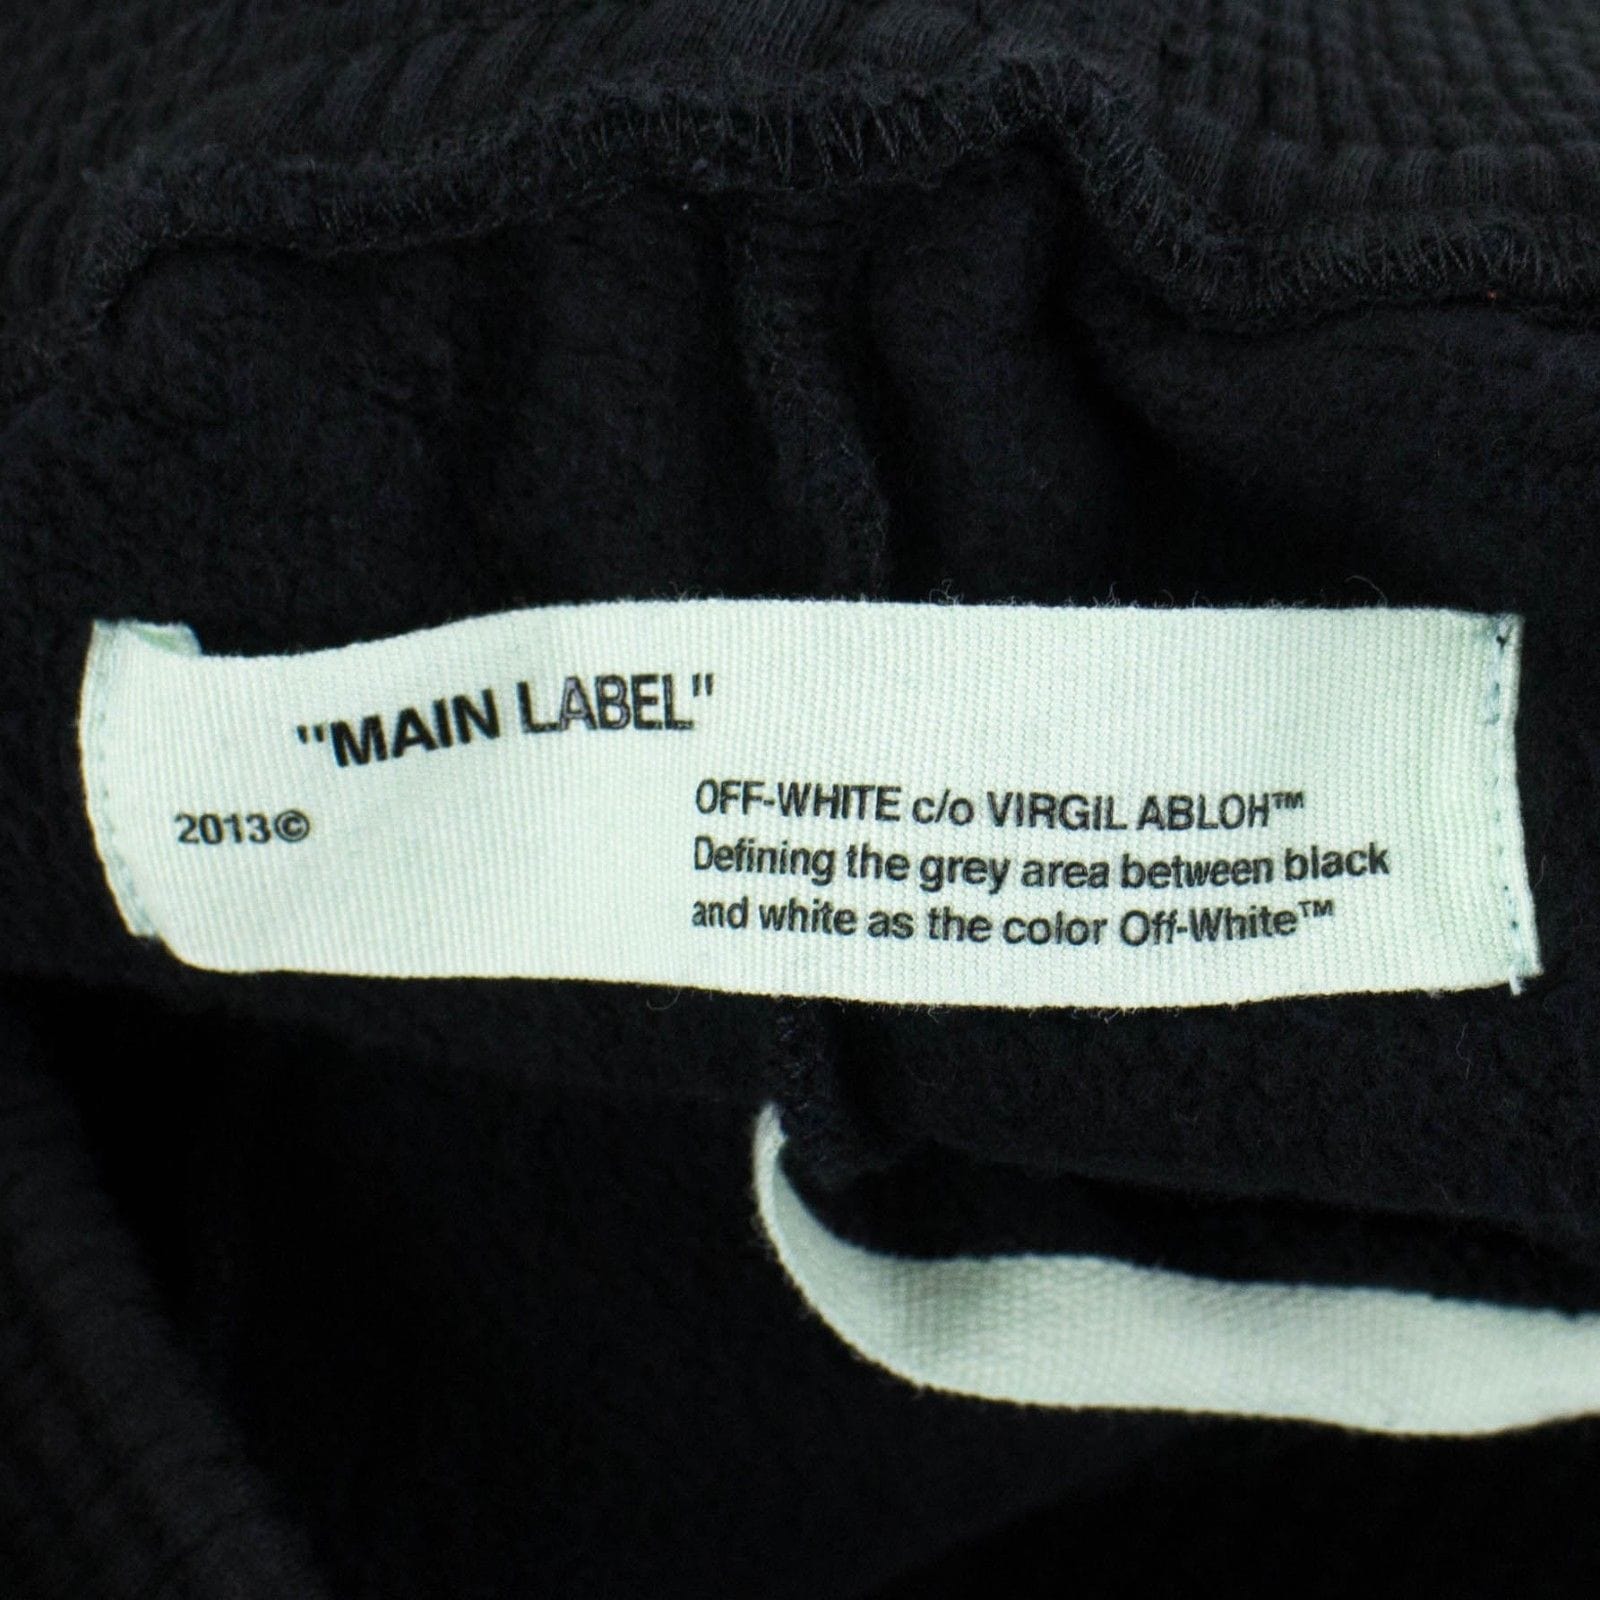 "MAIN LABEL"
2013©
OFF-WHITE c/o VIRGIL ABLOH™
Defining the grey area between black
and white as the color Off-White™